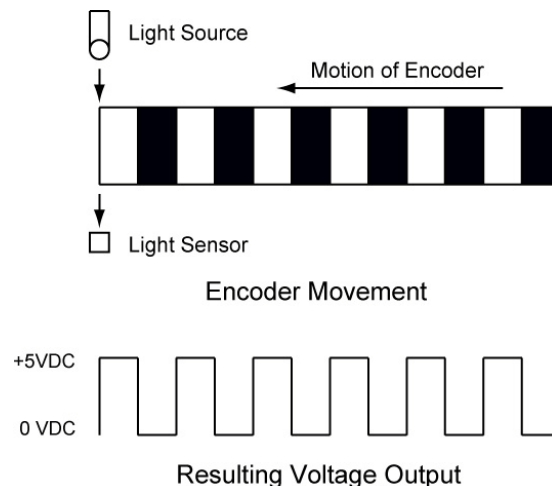 Light Source
Motion of Encoder
Light Sensor
Encoder Movement
+5VDC
0 VDC
Resulting Voltage Output